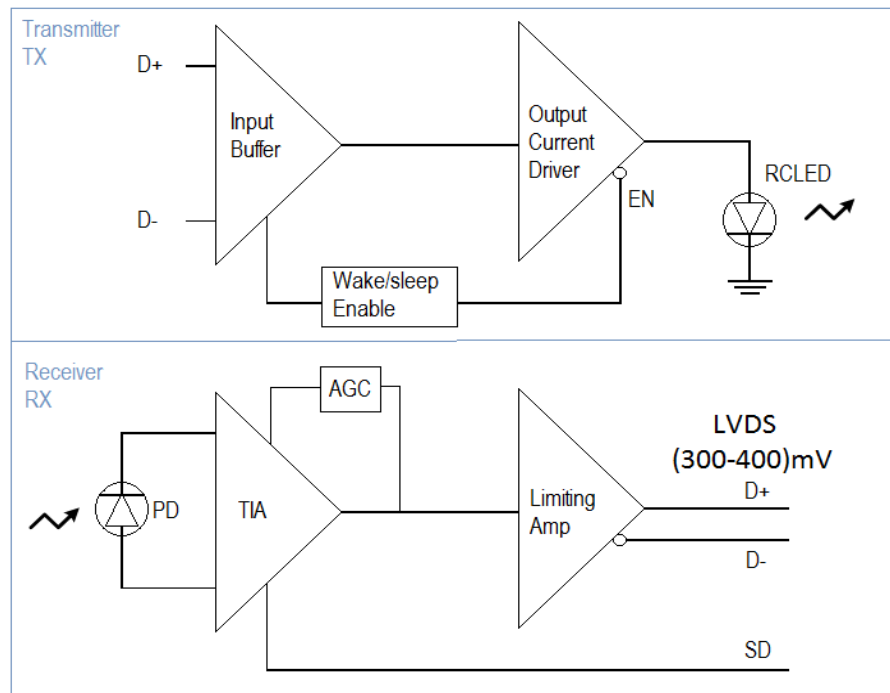 Transmitter
TX
D+
Input
Buffer
D-
Output
Current
Driver
EN
RCLED
Wake/sleep
Enable
Receiver
RX
AGC
PD
TIA
Limiting
Amp
LVDS
(300-400)mV
D+
D-
SD